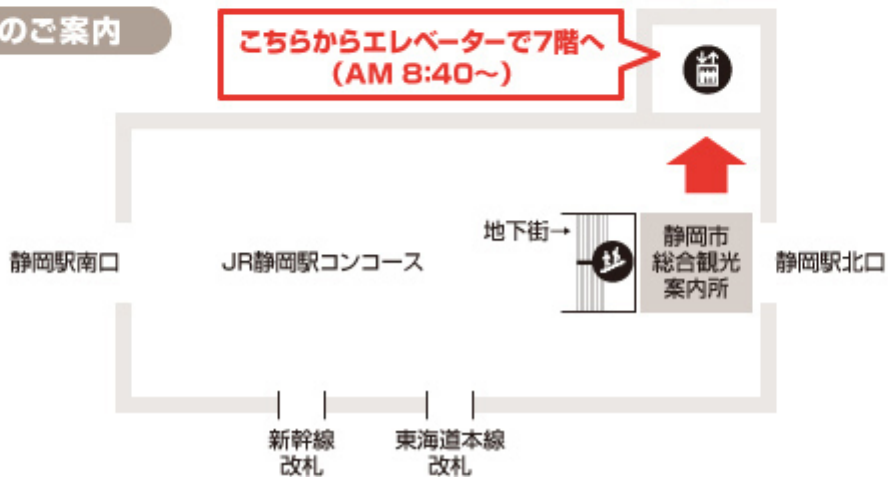 のご案内
こちらからエレベーターで7階へ
(AM 8:40~)
地下街→
静岡駅南口
JR静岡駅コンコース
静岡市
総合観光
案内所
静岡駅北口
新幹線
改札
東海道本線
改札